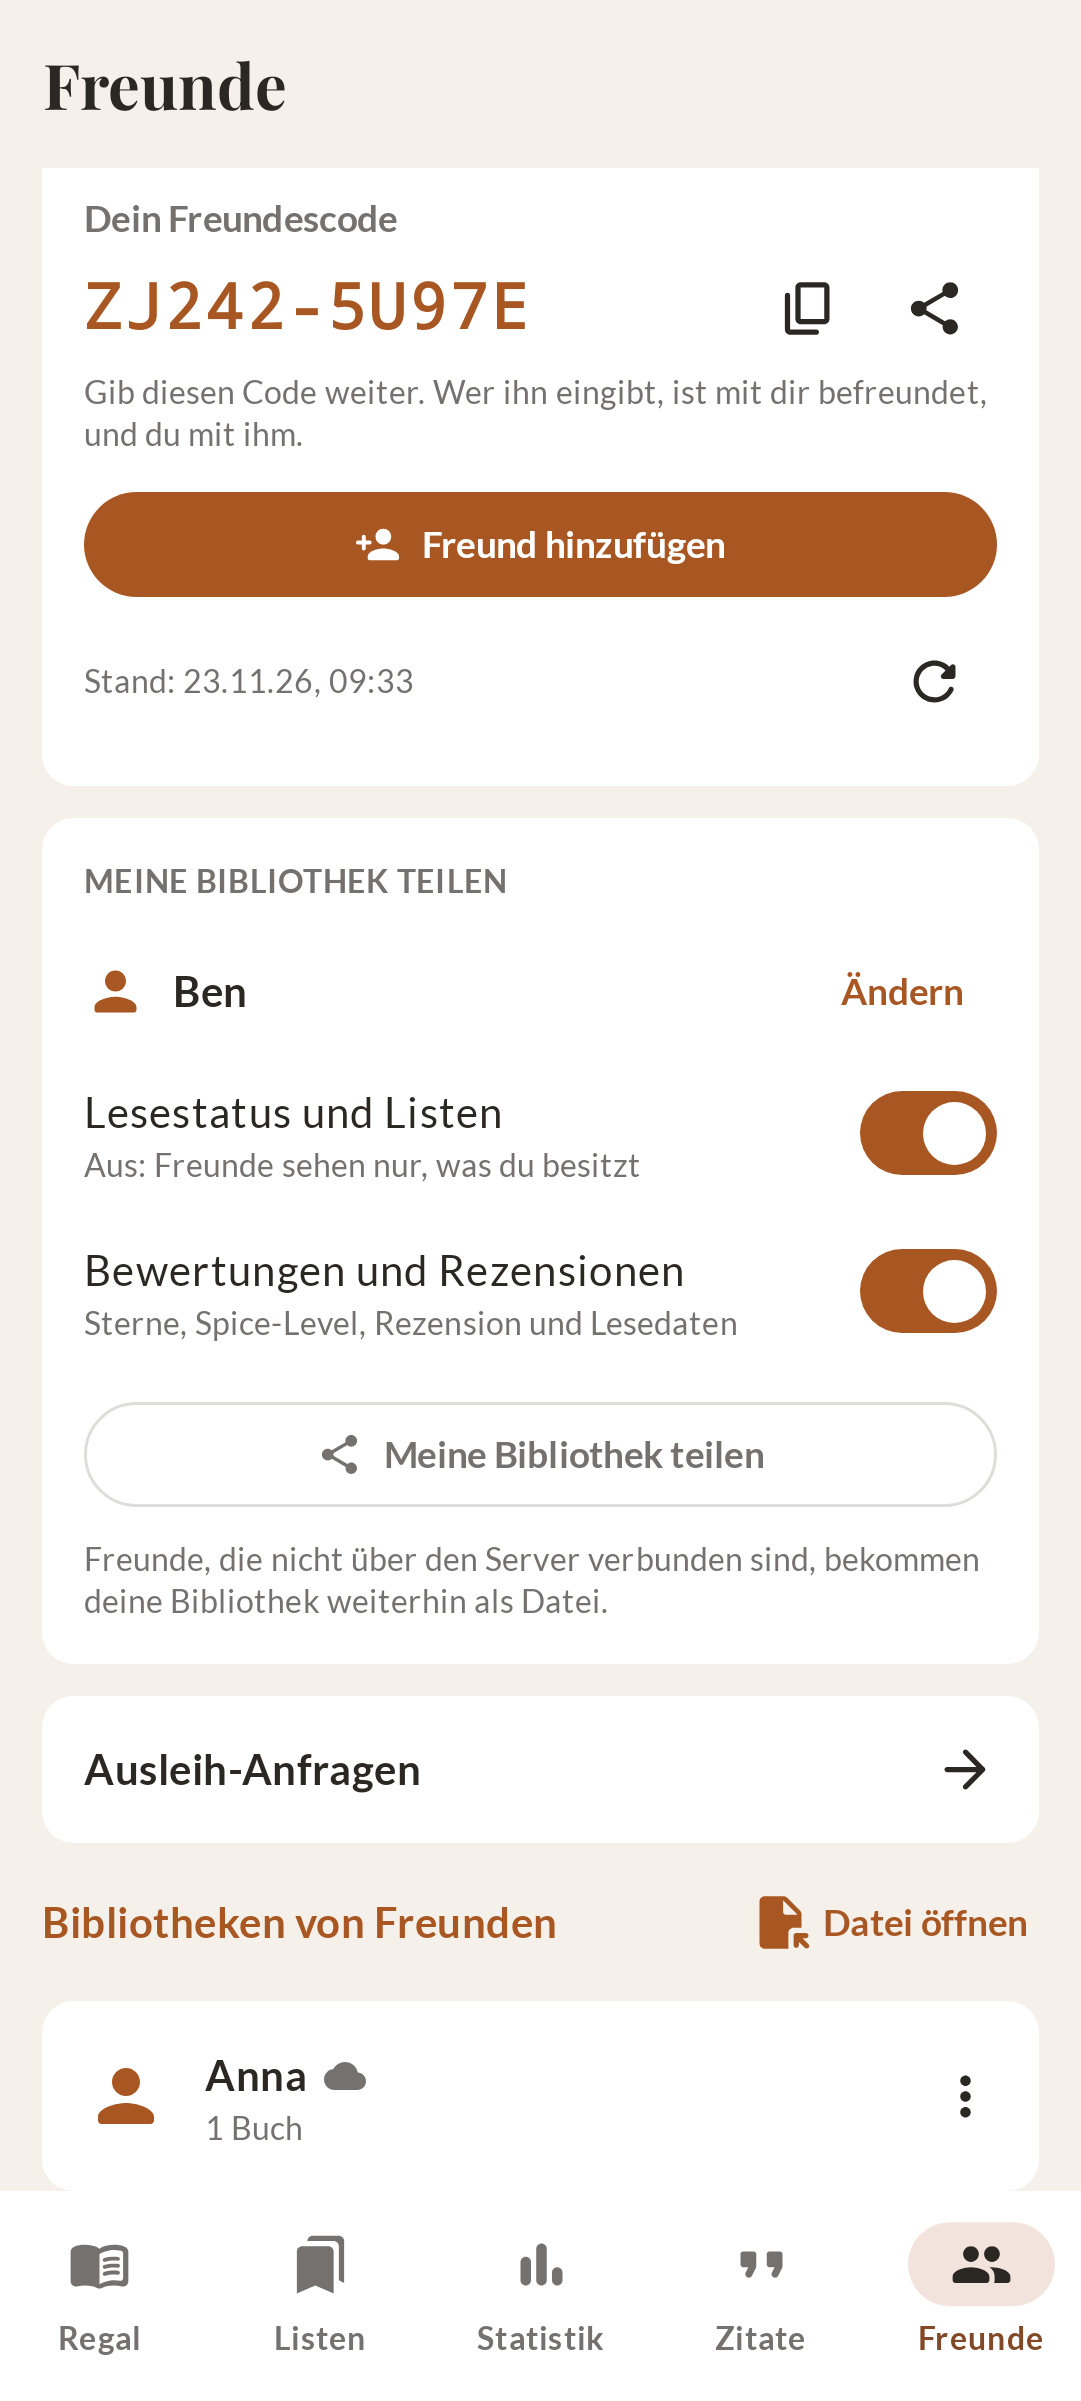 Freunde
Dein Freundescode
ZJ242-5U97E
Gib diesen Code weiter. Wer ihn eingibt, ist mit dir befreundet,
und du mit ihm.
Freund hinzufügen
Stand: 23.11.26, 09:33
MEINE BIBLIOTHEK TEILEN
Ben
Ändern
Lesestatus und Listen
Aus: Freunde sehen nur, was du besitzt
Bewertungen und Rezensionen
Sterne, Spice-Level, Rezension und Lesedaten
Meine Bibliothek teilen
Freunde, die nicht über den Server verbunden sind, bekommen
deine Bibliothek weiterhin als Datei.
Ausleih-Anfragen
Bibliotheken von Freunden
Datei öffnen
Anna
1 Buch
Regal
Listen
Statistik
Zitate
Freunde